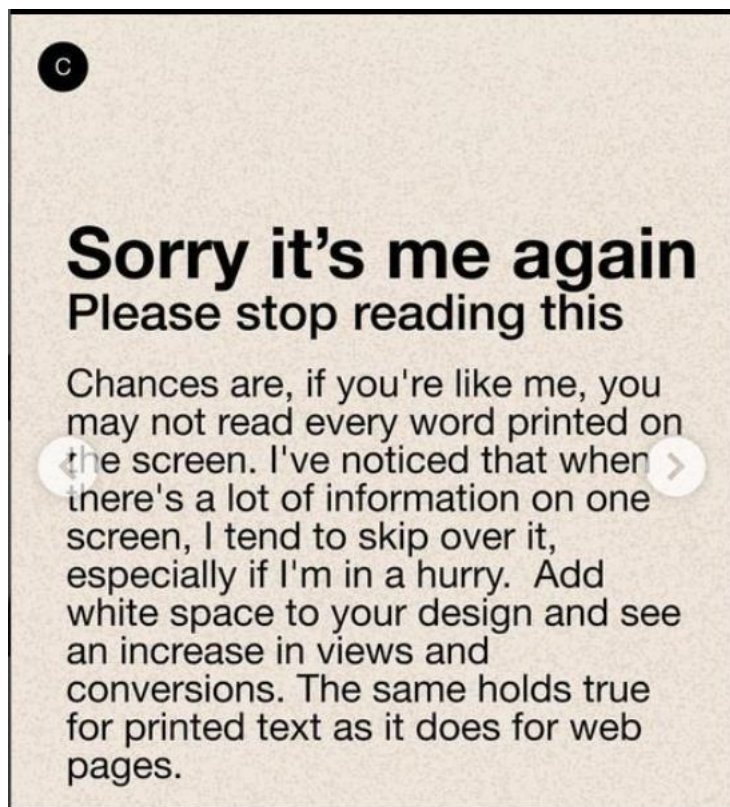 C
Sorry it's me again
Please stop reading this
Chances are, if you're like me, you
may not read every word printed on
the screen. I've noticed that when
there's a lot of information on one
screen, I tend to skip over it,
especially if I'm in a hurry.  Add
white space to your design and see
an increase in views and
conversions. The same holds true
for printed text as it does for web
pages.